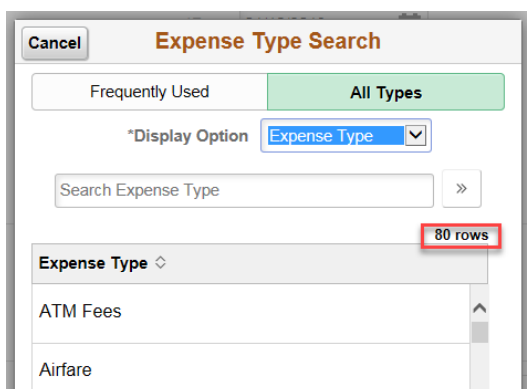 Cancel
Expense Type Search
Frequently Used
All Types
*Display Option
Expense Type
Search Expense Type
»
80 rows
Expense Type
ATM Fees
Airfare